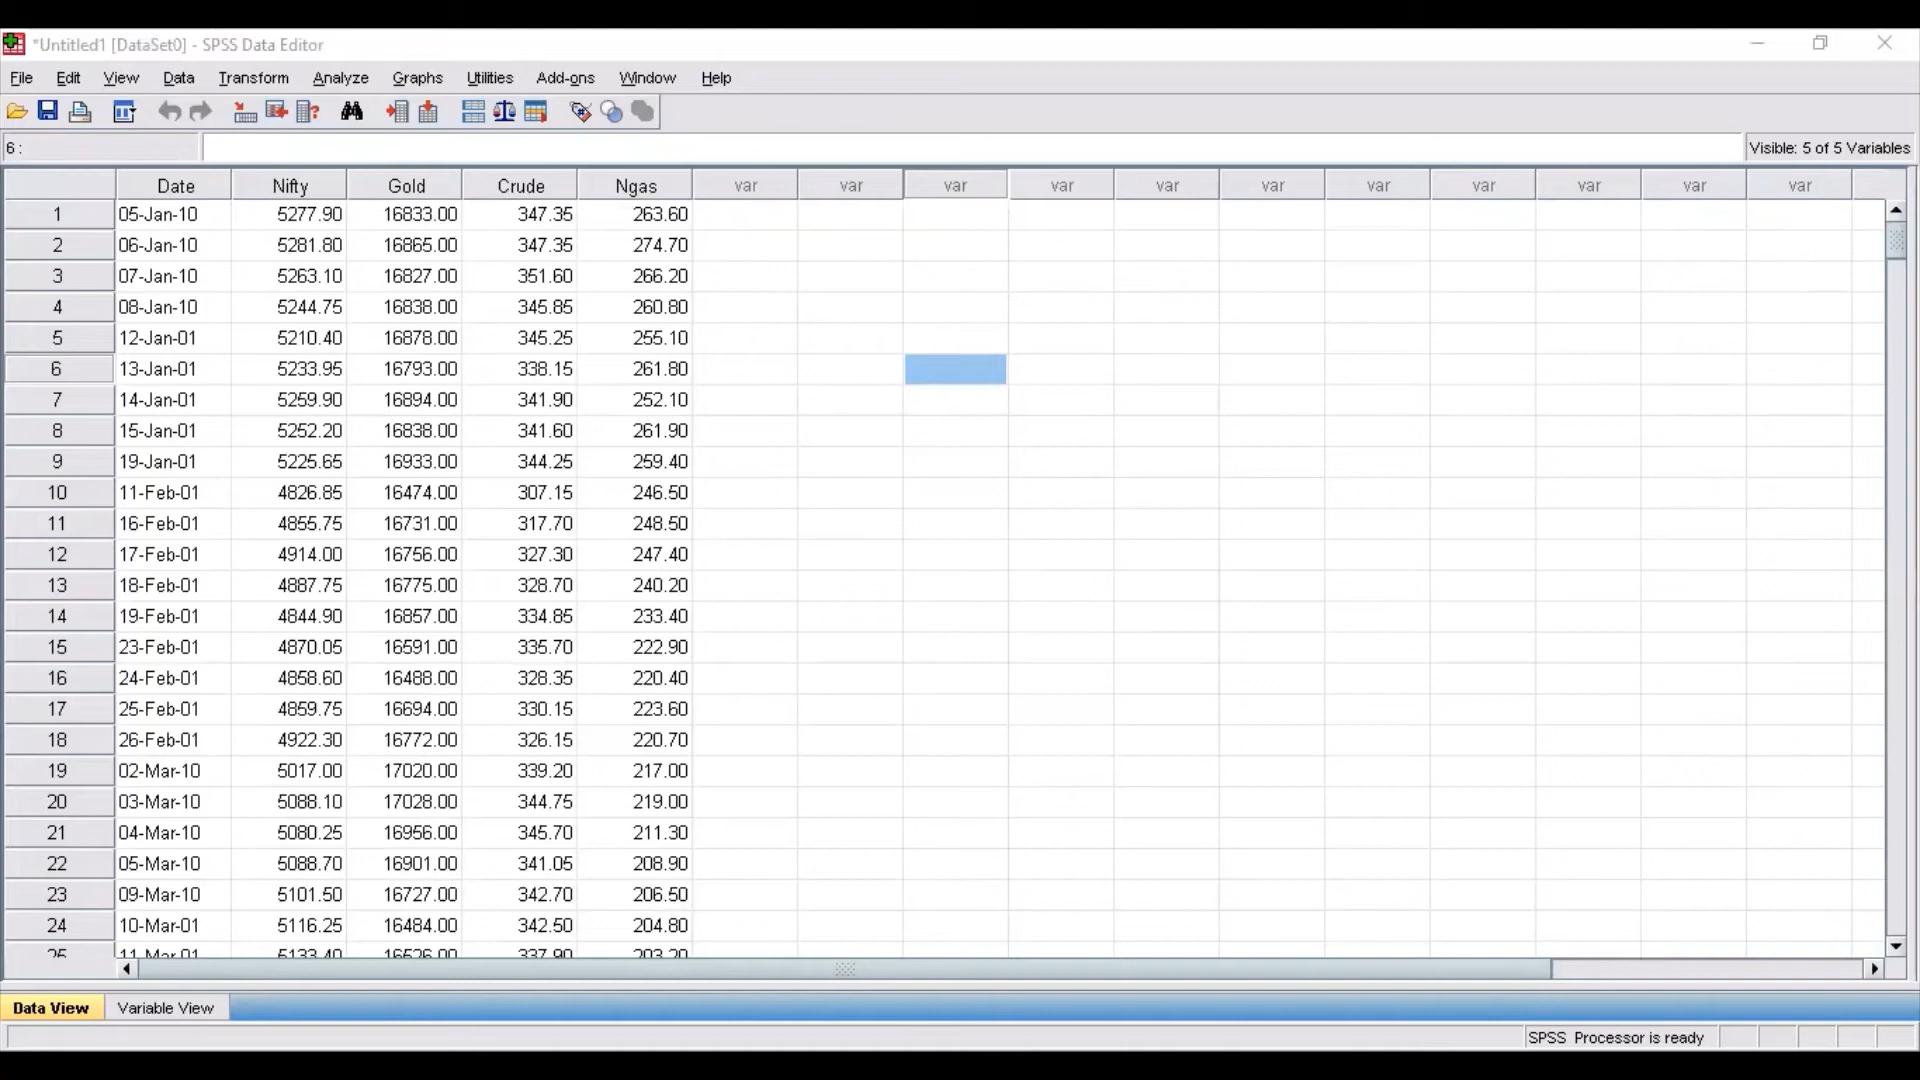 *Untitled1 [DataSet0] - SPSS Data Editor
File Edit View Data Transform Analyze Graphs Utilities Add-ons Window Help
6 : Visible: 5 of 5 Variables
Date Nifty Gold Crude Ngas var var var var var var var var var var var
1 05-Jan-10 5277.90 16833.00 347.35 263.60
2 06-Jan-10 5281.80 16865.00 347.35 274.70
3 07-Jan-10 5263.10 16827.00 351.60 266.20
4 08-Jan-10 5244.75 16838.00 345.85 260.80
5 12-Jan-01 5210.40 16878.00 345.25 255.10
6 13-Jan-01 5233.95 16793.00 338.15 261.80
7 14-Jan-01 5259.90 16894.00 341.90 252.10
8 15-Jan-01 5252.20 16838.00 341.60 261.90
9 19-Jan-01 5225.65 16933.00 344.25 259.40
10 11-Feb-01 4826.85 16474.00 307.15 246.50
11 16-Feb-01 4855.75 16731.00 317.70 248.50
12 17-Feb-01 4914.00 16756.00 327.30 247.40
13 18-Feb-01 4887.75 16775.00 328.70 240.20
14 19-Feb-01 4844.90 16857.00 334.85 233.40
15 23-Feb-01 4870.05 16591.00 335.70 222.90
16 24-Feb-01 4858.60 16488.00 328.35 220.40
17 25-Feb-01 4859.75 16694.00 330.15 223.60
18 26-Feb-01 4922.30 16772.00 326.15 220.70
19 02-Mar-10 5017.00 17020.00 339.20 217.00
20 03-Mar-10 5088.10 17028.00 344.75 219.00
21 04-Mar-10 5080.25 16956.00 345.70 211.30
22 05-Mar-10 5088.70 16901.00 341.05 208.90
23 09-Mar-10 5101.50 16727.00 342.70 206.50
24 10-Mar-01 5116.25 16484.00 342.50 204.80
25 11-Mar-01 5133.40 16526.00 337.90 203.20
Data View Variable View
SPSS Processor is ready